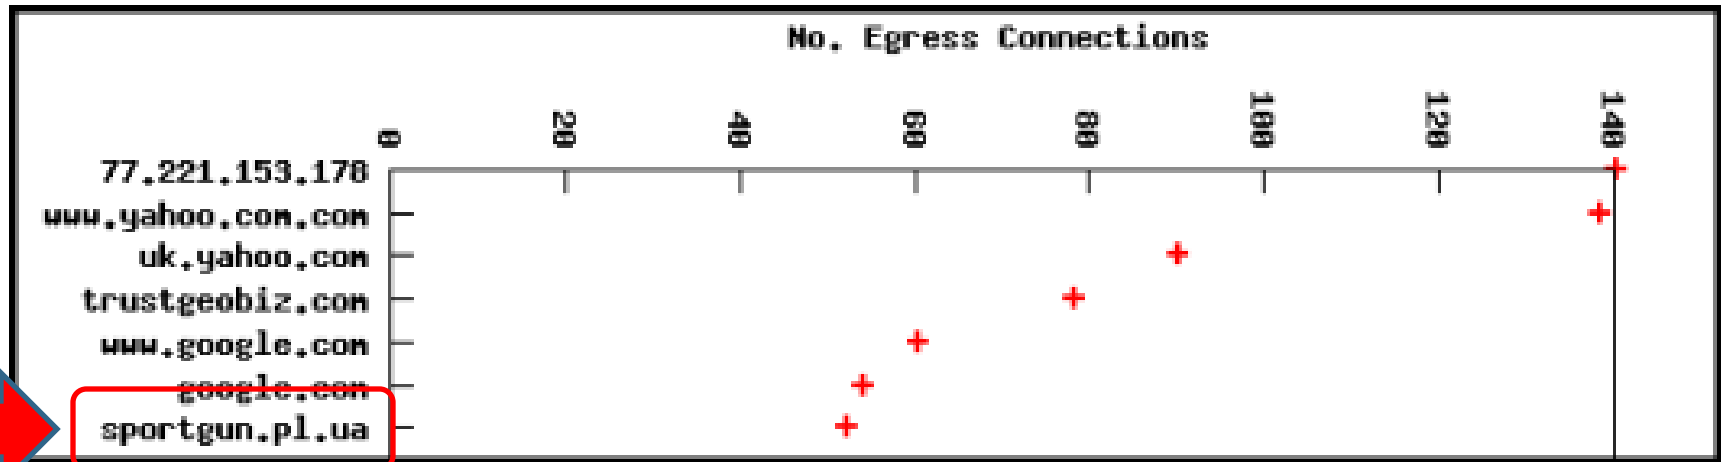 No. Egress Connections
0 20 40 60 80 100 120 140
77.221.153.178
www.yahoo.com.com
uk.yahoo.com
trustgeobiz.com
www.google.com
google.com
sportgun.pl.ua